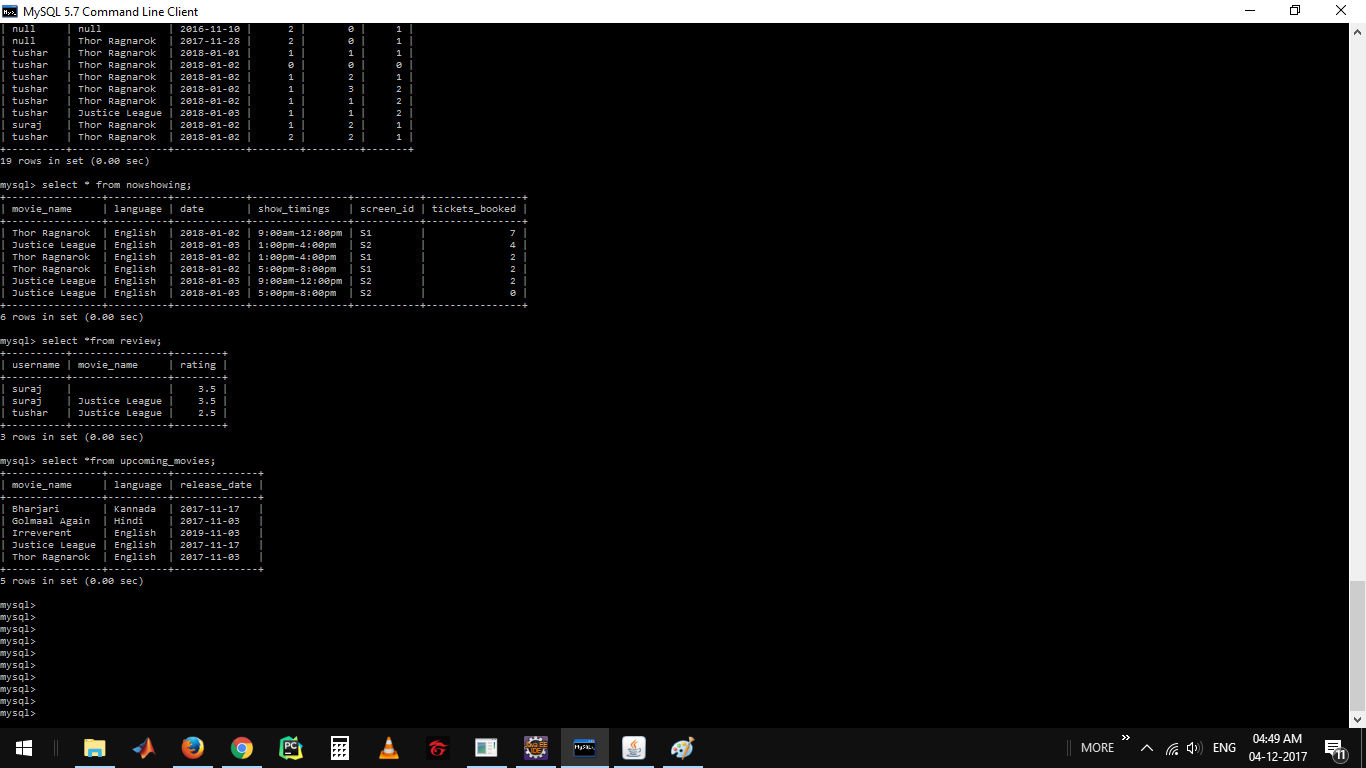 MySQL 5.7 Command Line Client
| null     | null           | 2016-11-10 |      2 |       0 |     1 |
| null     | Thor Ragnarok  | 2017-11-28 |      2 |       0 |     1 |
| tushar   | Thor Ragnarok  | 2018-01-01 |      1 |       1 |     1 |
| tushar   | Thor Ragnarok  | 2018-01-02 |      0 |       0 |     0 |
| tushar   | Thor Ragnarok  | 2018-01-02 |      1 |       2 |     1 |
| tushar   | Thor Ragnarok  | 2018-01-02 |      1 |       3 |     2 |
| tushar   | Thor Ragnarok  | 2018-01-02 |      1 |       1 |     2 |
| tushar   | Justice League | 2018-01-03 |      1 |       1 |     2 |
| suraj    | Thor Ragnarok  | 2018-01-02 |      1 |       2 |     1 |
| tushar   | Thor Ragnarok  | 2018-01-02 |      2 |       2 |     1 |
+----------+----------------+------------+--------+---------+-------+
19 rows in set (0.00 sec)
mysql> select * from nowshowing;
+----------------+----------+------------+----------------+-----------+----------------+
| movie_name     | language | date       | show_timings   | screen_id | tickets_booked |
+----------------+----------+------------+----------------+-----------+----------------+
| Thor Ragnarok  | English  | 2018-01-02 | 9:00am-12:00pm | S1        |              7 |
| Justice League | English  | 2018-01-03 | 1:00pm-4:00pm  | S2        |              4 |
| Thor Ragnarok  | English  | 2018-01-02 | 1:00pm-4:00pm  | S1        |              2 |
| Thor Ragnarok  | English  | 2018-01-02 | 5:00pm-8:00pm  | S1        |              2 |
| Justice League | English  | 2018-01-03 | 9:00am-12:00pm | S2        |              2 |
| Justice League | English  | 2018-01-03 | 5:00pm-8:00pm  | S2        |              0 |
+----------------+----------+------------+----------------+-----------+----------------+
6 rows in set (0.00 sec)
mysql> select *from review;
+----------+----------------+--------+
| username | movie_name     | rating |
+----------+----------------+--------+
| suraj    |                |    3.5 |
| suraj    | Justice League |    3.5 |
| tushar   | Justice League |    2.5 |
+----------+----------------+--------+
3 rows in set (0.00 sec)
mysql> select *from upcoming_movies;
+----------------+----------+--------------+
| movie_name     | language | release_date |
+----------------+----------+--------------+
| Bharjari       | Kannada  | 2017-11-17   |
| Golmaal Again  | Hindi    | 2017-11-03   |
| Irreverent     | English  | 2019-11-03   |
| Justice League | English  | 2017-11-17   |
| Thor Ragnarok  | English  | 2017-11-03   |
+----------------+----------+--------------+
5 rows in set (0.00 sec)
mysql>
mysql>
mysql>
mysql>
mysql>
mysql>
mysql>
mysql>
mysql>
mysql>
PC
MySQL
MORE
ENG
04:49 AM
04-12-2017
11